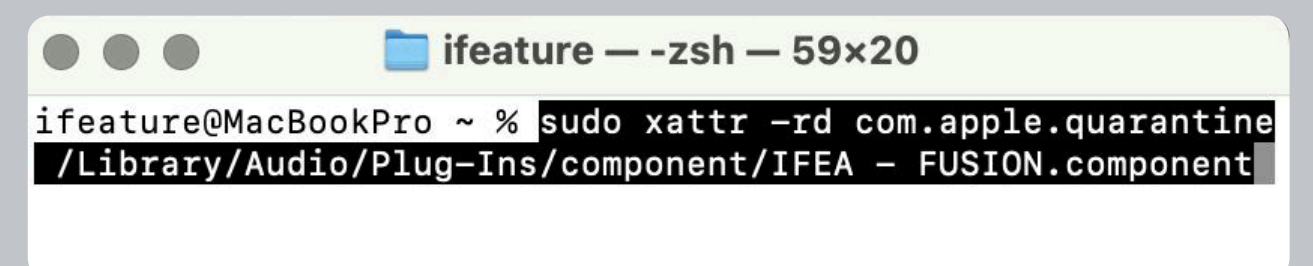 ifeature — -zsh — 59×20
ifeature@MacBookPro ~ % sudo xattr -rd com.apple.quarantine
/Library/Audio/Plug-Ins/component/IFEA - FUSION.component